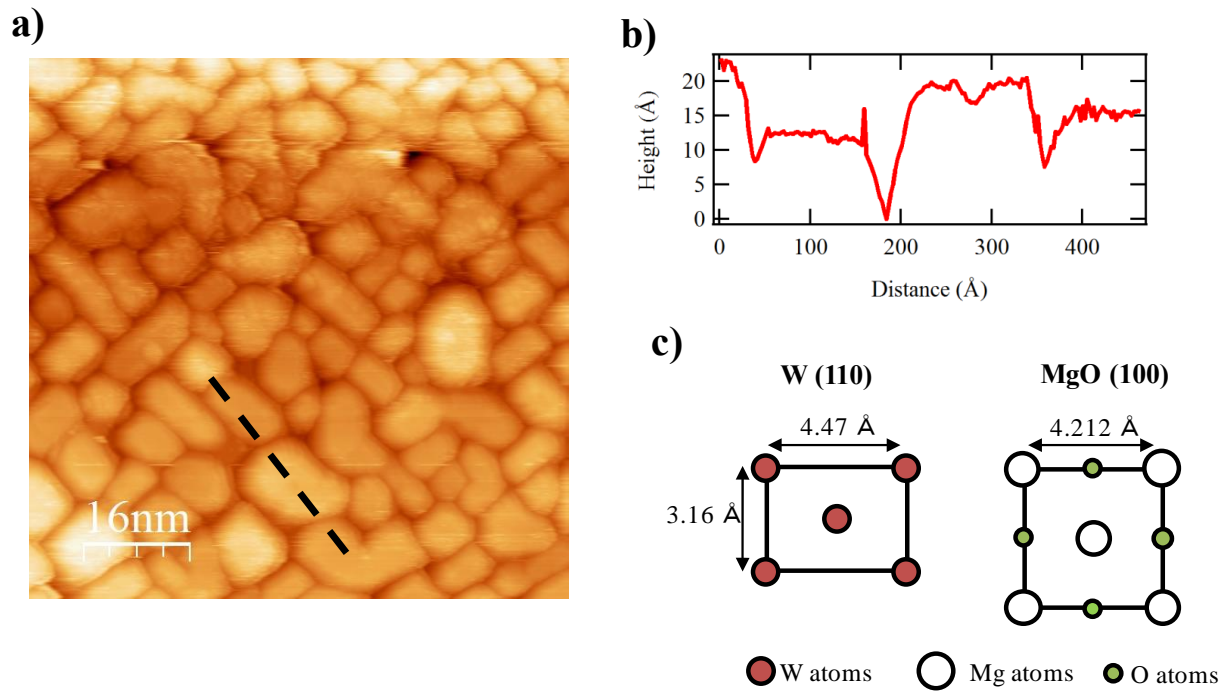 a)
16nm
b)
Height (Å)
20
15
10
5
0
0 100 200 300 400
Distance (Å)
c)
W (110) MgO (100)
4.47 Å 4.212 Å
3.16 Å
W atoms Mg atoms O atoms